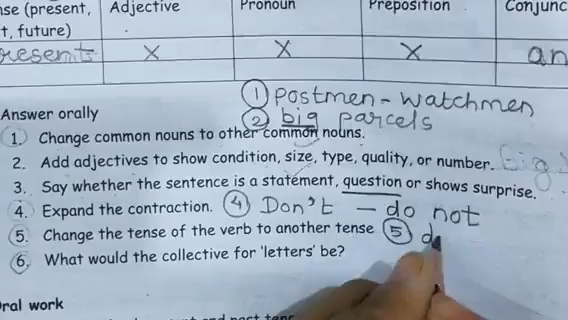 nse (present, Adjective Pronoun Preposition Conjunc
t, future)
resents x x x an
① Postmen - watchmen
② big parcels
Answer orally
1. Change common nouns to other common nouns.
2. Add adjectives to show condition, size, type, quality, or number. big
3. Say whether the sentence is a statement, question or shows surprise.
4. Expand the contraction. ④ Don't - do not
5. Change the tense of the verb to another tense ⑤ d
6. What would the collective for 'letters' be?
ral work